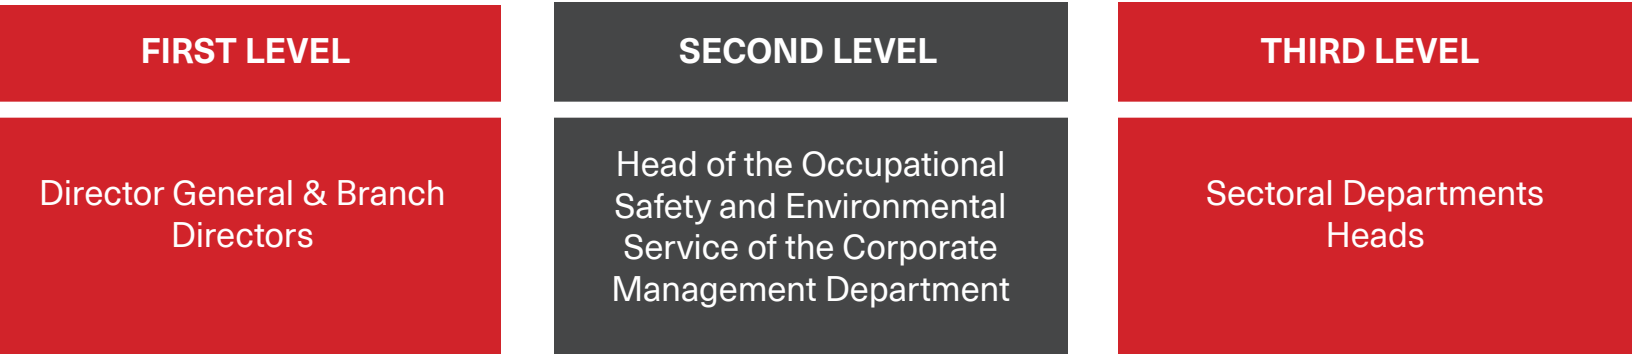 FIRST LEVEL
Director General & Branch
Directors
SECOND LEVEL
Head of the Occupational
Safety and Environmental
Service of the Corporate
Management Department
THIRD LEVEL
Sectoral Departments
Heads